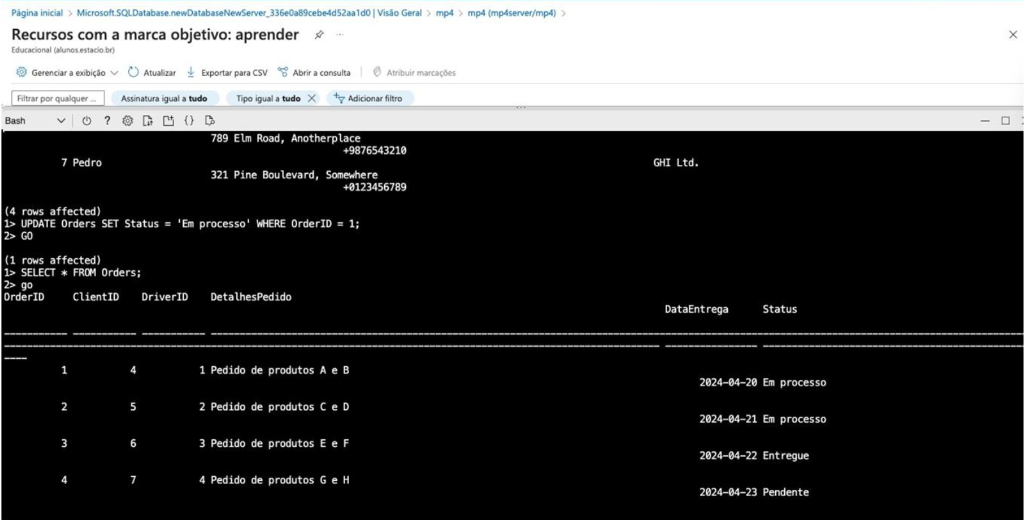 Página inicial > Microsoft.SQLDatabase.newDatabaseNewServer_336e0a89cebe4d52aa1d0 | Visão Geral > mp4 > mp4 (mp4server/mp4) >
Recursos com a marca objetivo: aprender
Educacional (alunos.estacio.br)
Gerenciar a exibição Atualizar Exportar para CSV Abrir a consulta Atribuir marcações
Filtrar por qualquer ... Assinatura igual a tudo Tipo igual a tudo Adicionar filtro
Bash
789 Elm Road, Anotherplace
+9876543210
7 Pedro GHI Ltd.
321 Pine Boulevard, Somewhere
+0123456789
(4 rows affected)
1> UPDATE Orders SET Status = 'Em processo' WHERE OrderID = 1;
2> GO
(1 rows affected)
1> SELECT * FROM Orders;
2> go
OrderID ClientID DriverID DetalhesPedido
DataEntrega Status
1 4 1 Pedido de produtos A e B
2024-04-20 Em processo
2 5 2 Pedido de produtos C e D
2024-04-21 Em processo
3 6 3 Pedido de produtos E e F
2024-04-22 Entregue
4 7 4 Pedido de produtos G e H
2024-04-23 Pendente